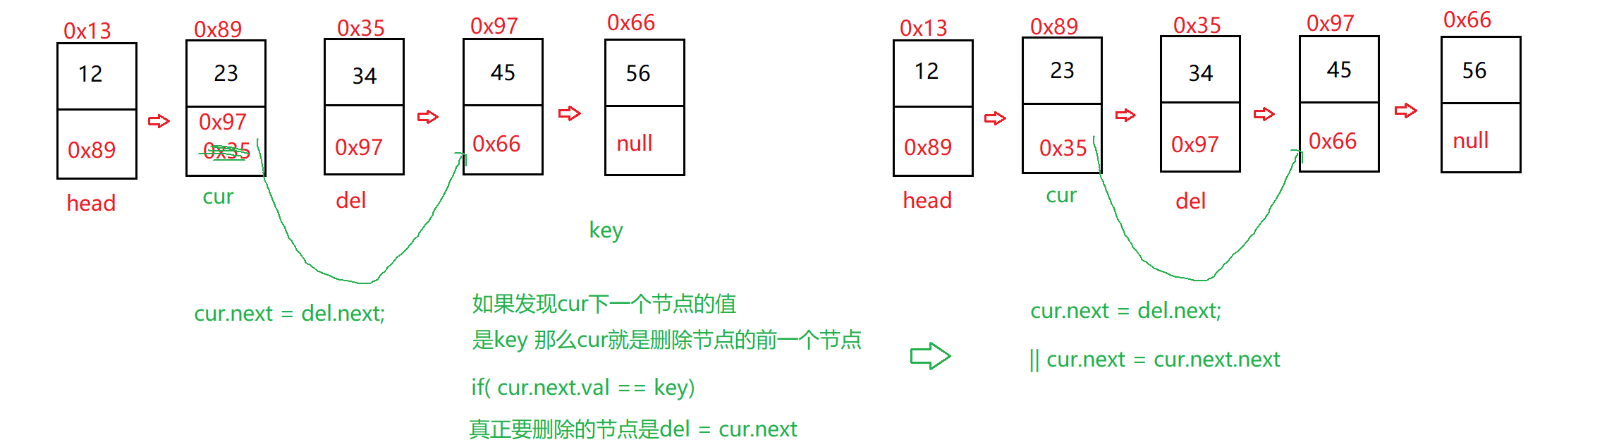 0x13 0x89 0x35 0x97 0x66
12 23 34 45 56
0x97
0x89 0x35 0x97 0x66 null
head cur del
key
cur.next = del.next;
如果发现cur下一个节点的值
是key 那么cur就是删除节点的前一个节点
if( cur.next.val == key)
真正要删除的节点是del = cur.next
0x13 0x89 0x35 0x97 0x66
12 23 34 45 56
0x89 0x35 0x97 0x66 null
head cur del
cur.next = del.next;
|| cur.next = cur.next.next